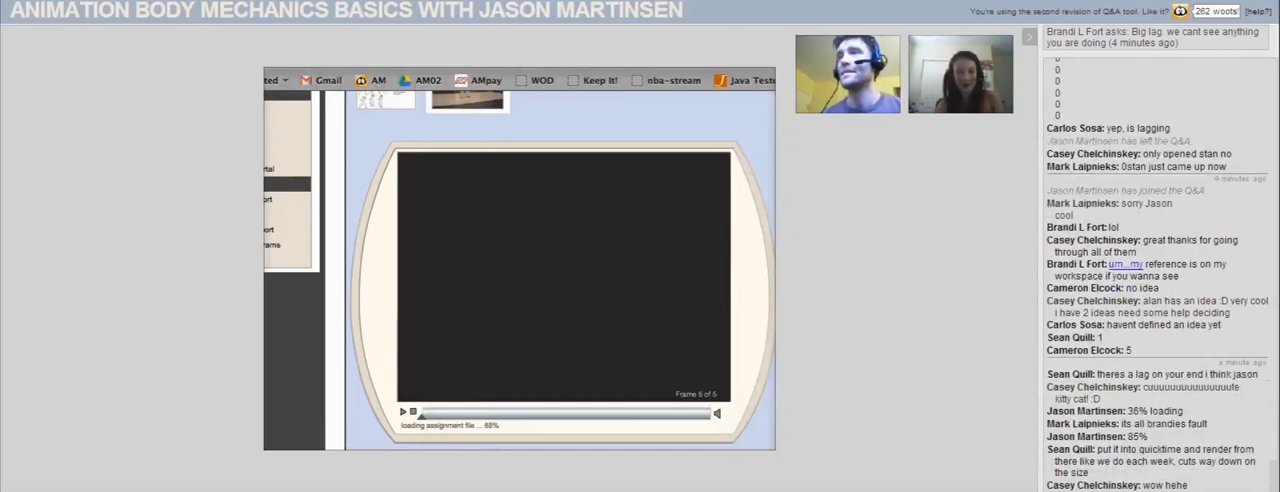 ANIMATION BODY MECHANICS BASICS WITH JASON MARTINSEN
You're using the second revision of Q&A tool. Like it? 262 woots! [help?]
ted Gmail AM AM02 AMpay WOD Keep It! nba-stream Java Teste
rtal
ort
ort
rams
Frame 5 of 5
loading assignment file ... 88%
Brandi L Fort asks: Big lag. we cant see anything
you are doing (4 minutes ago)
0
0
0
0
0
Carlos Sosa: yep, is lagging
Jason Martinsen has left the Q&A.
Casey Chelchinskey: only opened stan no
Mark Laipnieks: 0stan just came up now
4 minutes ago
Jason Martinsen has joined the Q&A.
Mark Laipnieks: sorry Jason
cool
Brandi L Fort: lol
Casey Chelchinskey: great thanks for going
through all of them
Brandi L Fort: um...my reference is on my
workspace if you wanna see
Cameron Elcock: no idea
Casey Chelchinskey: alan has an idea :D very cool
i have 2 ideas need some help deciding
Carlos Sosa: havent defined an idea yet
Sean Quill: 1
Cameron Elcock: 5
a minute ago
Sean Quill: theres a lag on your end i think jason
Casey Chelchinskey: cuuuuuuuuuuuuuute
kitty cat! :D
Jason Martinsen: 36% loading
Mark Laipnieks: its all brandies fault
Jason Martinsen: 85%
Sean Quill: put it into quicktime and render from
there like we do each week, cuts way down on
the size
Casey Chelchinskey: wow hehe